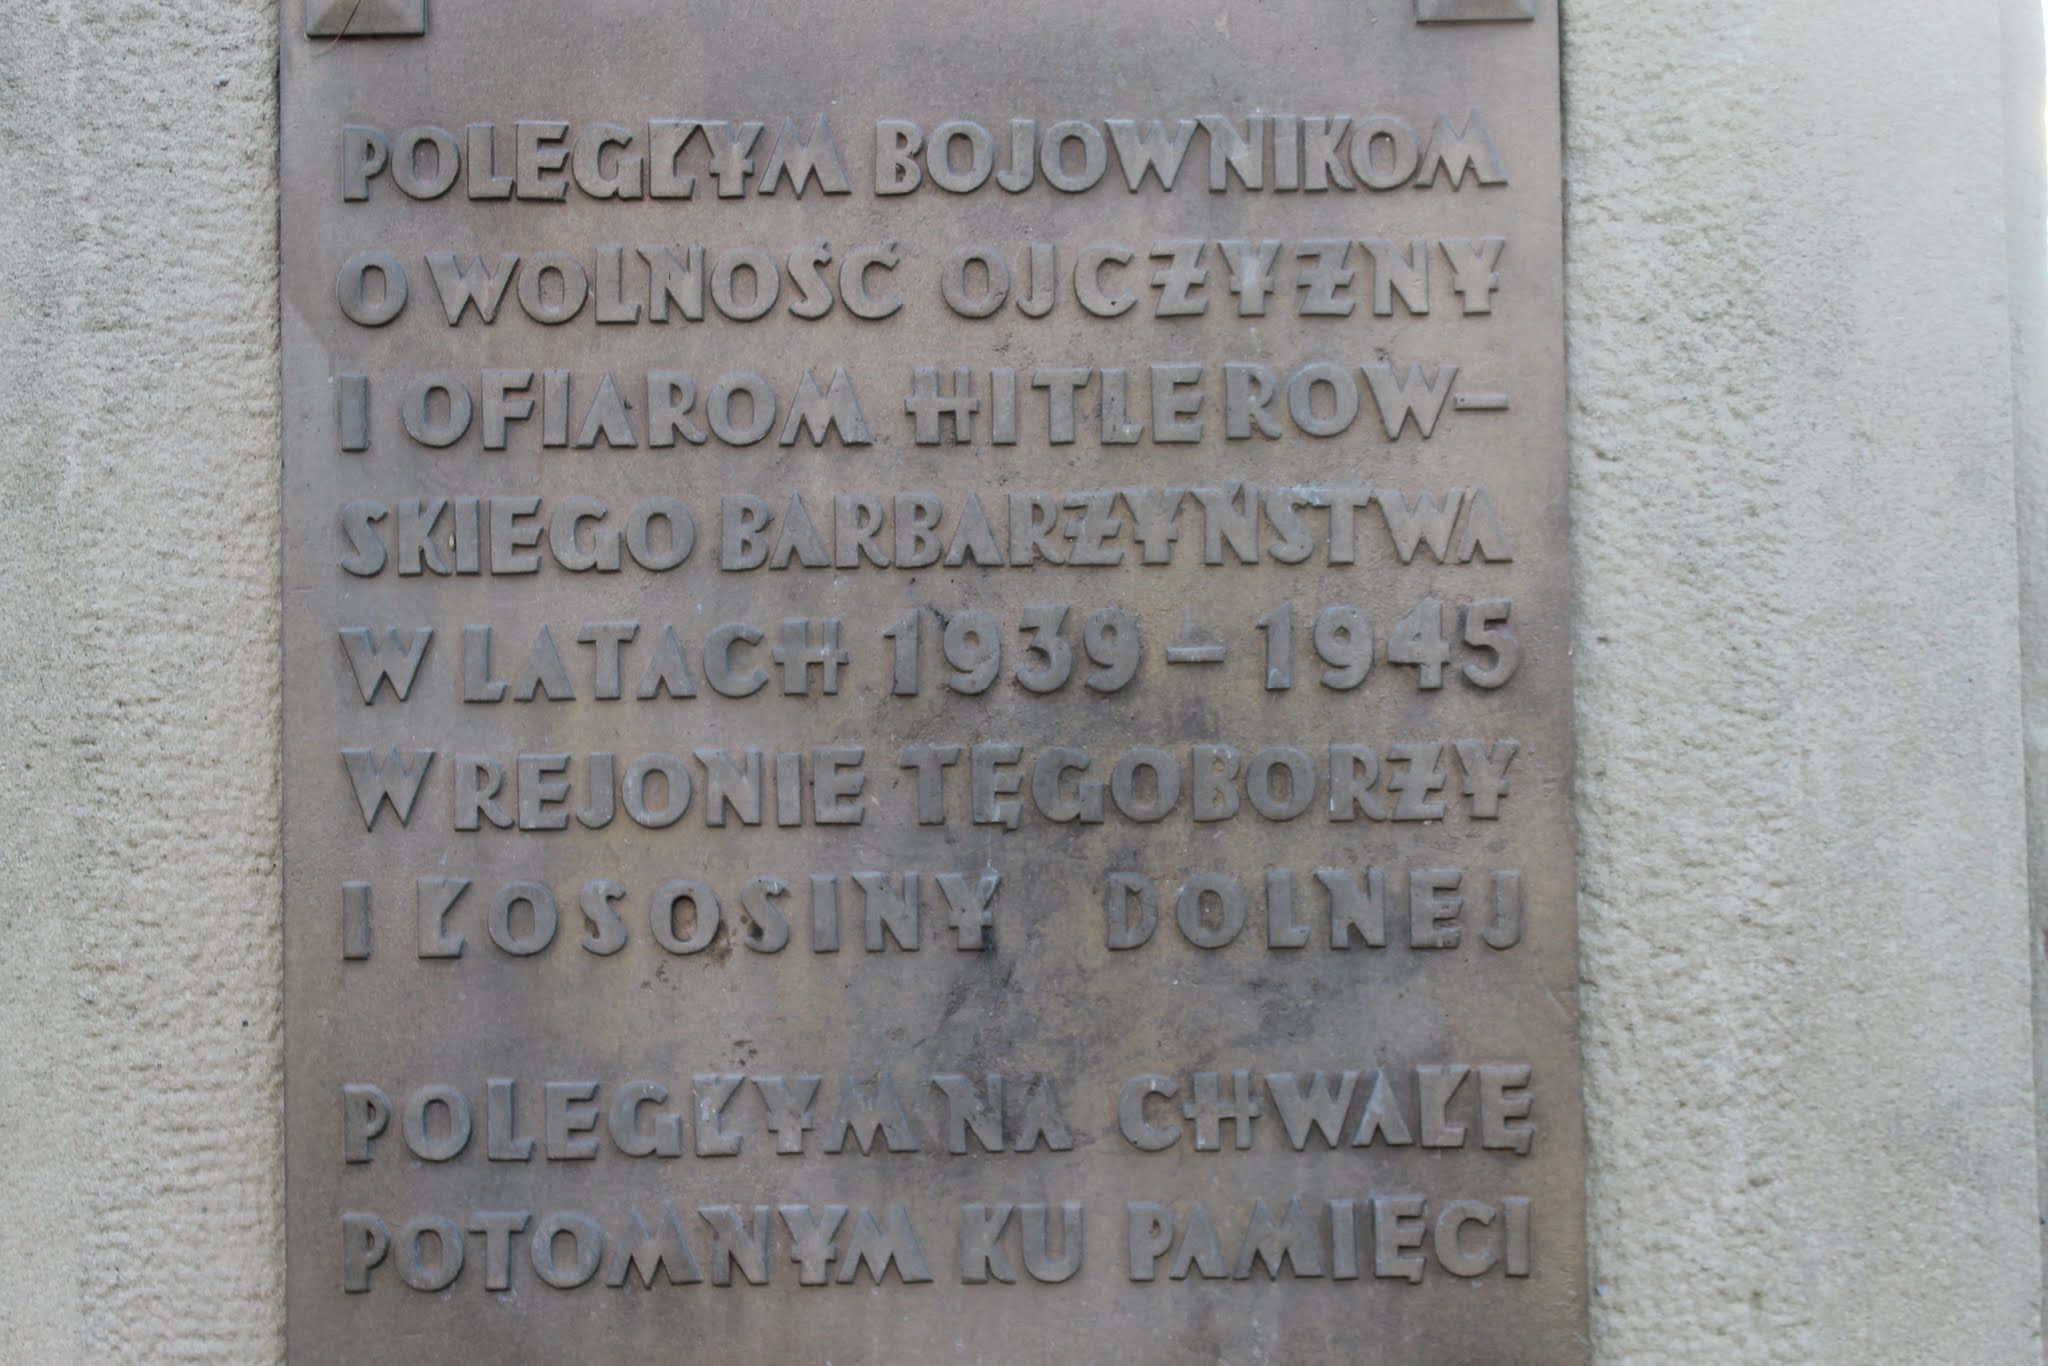 POLEGŁYM BOJOWNIKOM
O WOLNOŚĆ OJCZYZNY
I OFIAROM HITLEROW-
SKIEGO BARBARZYŃSTWA
W LATACH 1939 - 1945
W REJONIE TĘGOBORZY
I ŁOSOSINY DOLNEJ
POLEGŁYM NA CHWAŁĘ
POTOMNYM KU PAMIĘCI